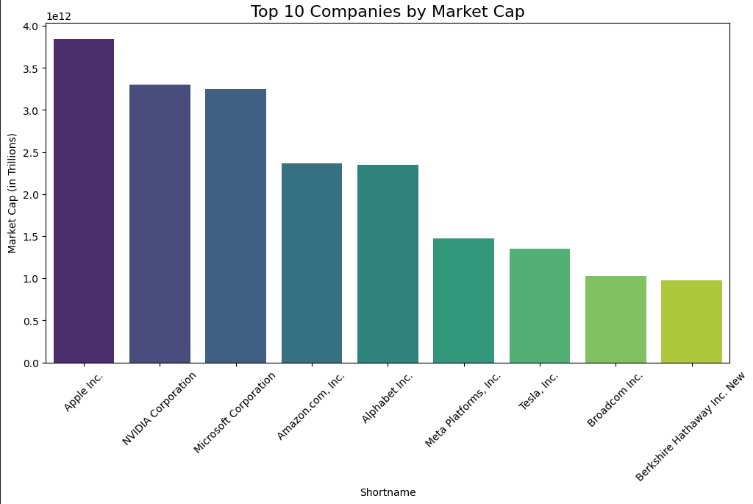 Top 10 Companies by Market Cap
1e12
Market Cap (in Trillions)
4.0
3.5
3.0
2.5
2.0
1.5
1.0
0.5
0.0
Apple Inc.
NVIDIA Corporation
Microsoft Corporation
Amazon.com, Inc.
Alphabet Inc.
Meta Platforms, Inc.
Tesla, Inc.
Broadcom Inc.
Berkshire Hathaway Inc. New
Shortname